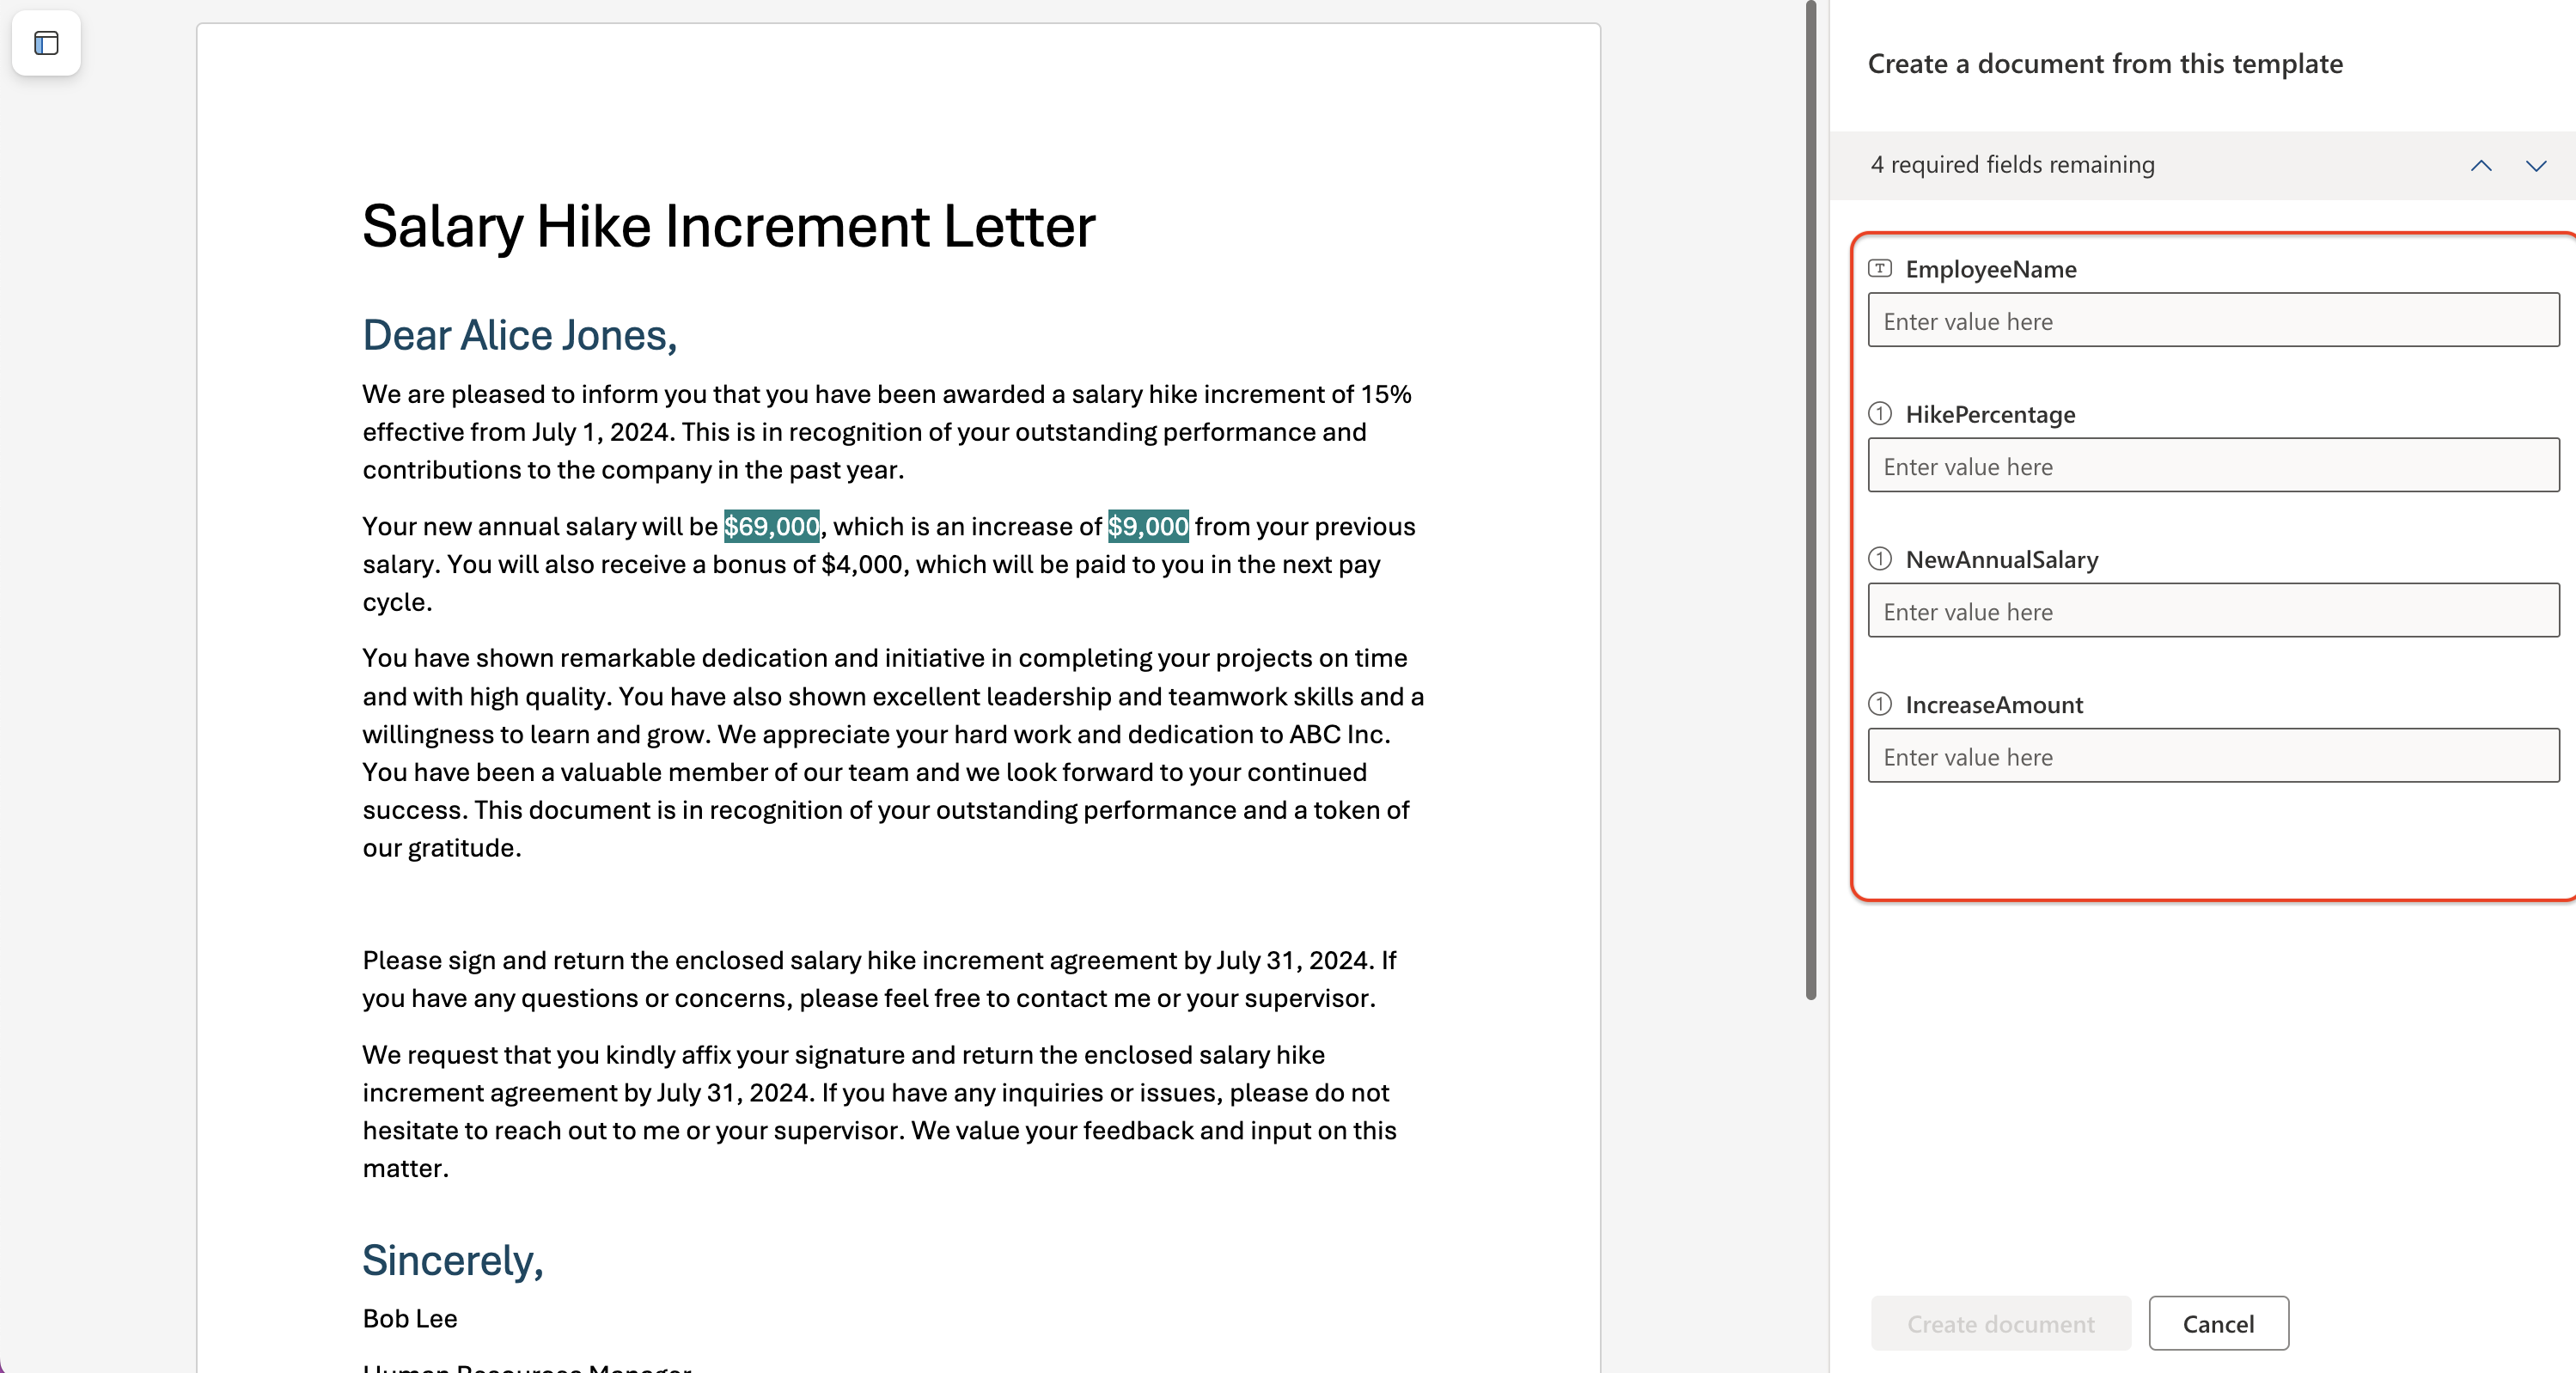 Salary Hike Increment Letter
Dear Alice Jones,
We are pleased to inform you that you have been awarded a salary hike increment of 15%
effective from July 1, 2024. This is in recognition of your outstanding performance and
contributions to the company in the past year.
Your new annual salary will be $69,000, which is an increase of $9,000 from your previous
salary. You will also receive a bonus of $4,000, which will be paid to you in the next pay
cycle.
You have shown remarkable dedication and initiative in completing your projects on time
and with high quality. You have also shown excellent leadership and teamwork skills and a
willingness to learn and grow. We appreciate your hard work and dedication to ABC Inc.
You have been a valuable member of our team and we look forward to your continued
success. This document is in recognition of your outstanding performance and a token of
our gratitude.
Please sign and return the enclosed salary hike increment agreement by July 31, 2024. If
you have any questions or concerns, please feel free to contact me or your supervisor.
We request that you kindly affix your signature and return the enclosed salary hike
increment agreement by July 31, 2024. If you have any inquiries or issues, please do not
hesitate to reach out to me or your supervisor. We value your feedback and input on this
matter.
Sincerely,
Bob Lee
Human Resources Manager
Create a document from this template
4 required fields remaining
EmployeeName
Enter value here
HikePercentage
Enter value here
NewAnnualSalary
Enter value here
IncreaseAmount
Enter value here
Create document
Cancel